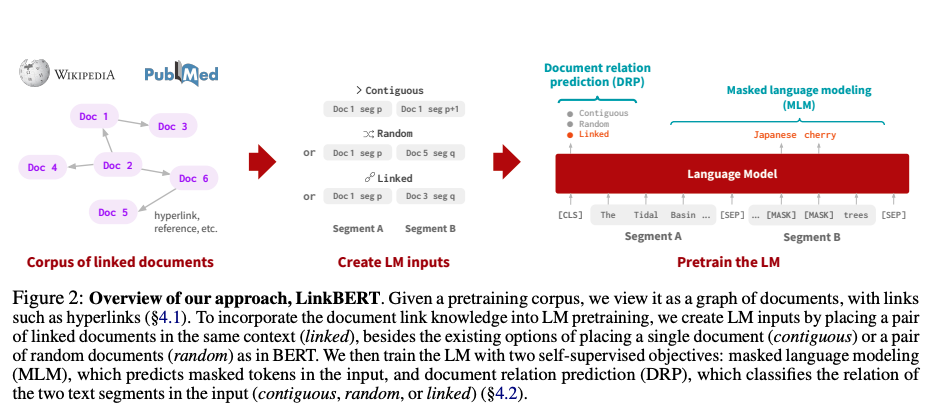 WIKIPEDIA
PubMed
Doc 1
Doc 3
Doc 2
Doc 4
Doc 6
Doc 5
hyperlink,
reference, etc.
Corpus of linked documents
Contiguous
Doc 1 seg p Doc 1 seg p+1
Random
or Doc 1 seg p Doc 5 seg q
Linked
or Doc 1 seg p Doc 3 seg q
Segment A Segment B
Create LM inputs
Document relation
prediction (DRP)
Contiguous
Random
Linked
Masked language modeling
(MLM)
Japanese cherry
Language Model
[CLS] The Tidal Basin ... [SEP] ... [MASK] [MASK] trees [SEP]
Segment A Segment B
Pretrain the LM
Figure 2: Overview of our approach, LinkBERT. Given a pretraining corpus, we view it as a graph of documents, with links
such as hyperlinks (§4.1). To incorporate the document link knowledge into LM pretraining, we create LM inputs by placing a pair
of linked documents in the same context (linked), besides the existing options of placing a single document (contiguous) or a pair
of random documents (random) as in BERT. We then train the LM with two self-supervised objectives: masked language modeling
(MLM), which predicts masked tokens in the input, and document relation prediction (DRP), which classifies the relation of
the two text segments in the input (contiguous, random, or linked) (§4.2).